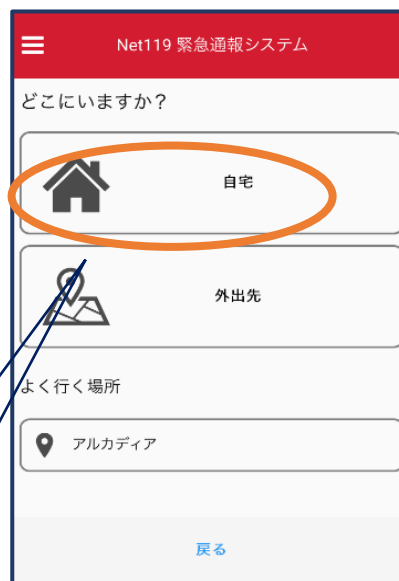 Net119 緊急通報システム
どこにいますか？
自宅
外出先
よく行く場所
アルカディア
戻る